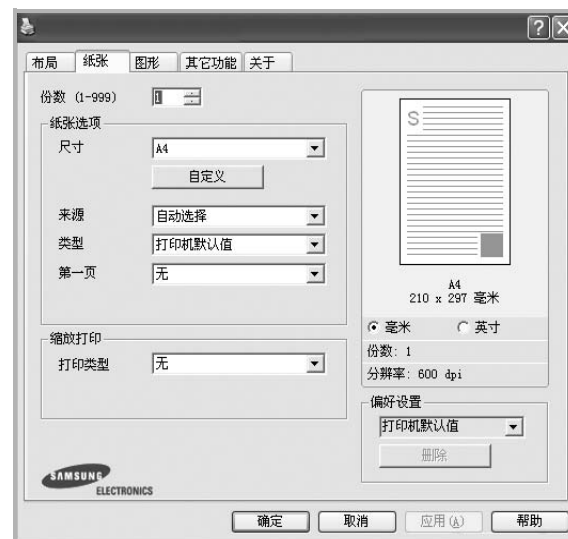 布局 纸张 图形 其它功能 关于
份数 (1-999) 1
纸张选项
尺寸 A4
自定义
来源 自动选择
类型 打印机默认值
第一页 无
缩放打印
打印类型 无
S
A4
210 x 297 毫米
毫米 英寸
份数: 1
分辨率: 600 dpi
偏好设置
打印机默认值
删除
SAMSUNG
ELECTRONICS
确定 取消 应用(A) 帮助